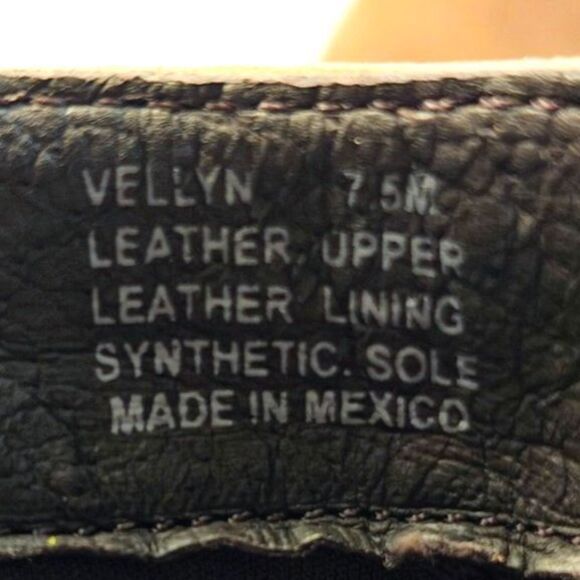 VELLYN 7.5M
LEATHER. UPPER
LEATHER LINING
SYNTHETIC. SOLE
MADE IN MEXICO